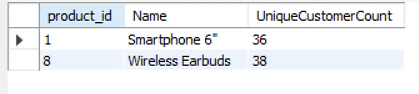 product_id Name UniqueCustomerCount
1 Smartphone 6" 36
8 Wireless Earbuds 38